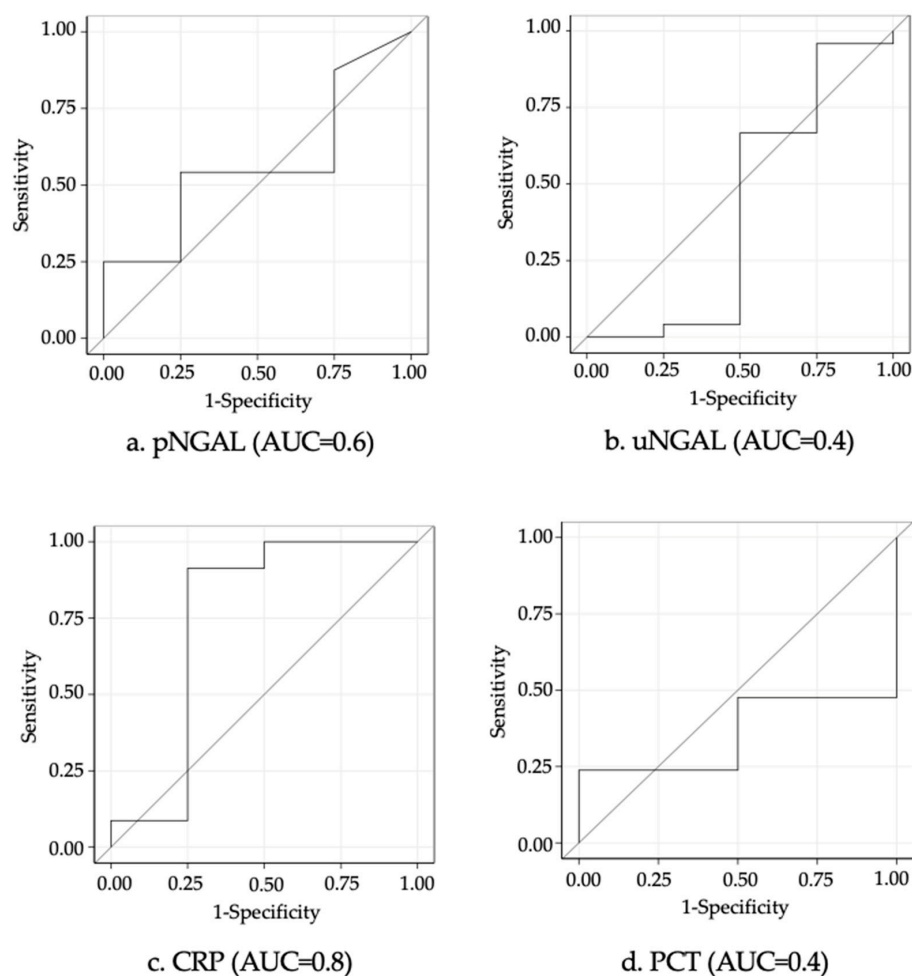 1.00
0.75
0.50
0.25
0.00
Sensitivity
0.00 0.25 0.50 0.75 1.00
1-Specificity
a. pNGAL (AUC=0.6)
1.00
0.75
0.50
0.25
0.00
Sensitivity
0.00 0.25 0.50 0.75 1.00
1-Specificity
b. uNGAL (AUC=0.4)
1.00
0.75
0.50
0.25
0.00
Sensitivity
0.00 0.25 0.50 0.75 1.00
1-Specificity
c. CRP (AUC=0.8)
1.00
0.75
0.50
0.25
0.00
Sensitivity
0.00 0.25 0.50 0.75 1.00
1-Specificity
d. PCT (AUC=0.4)